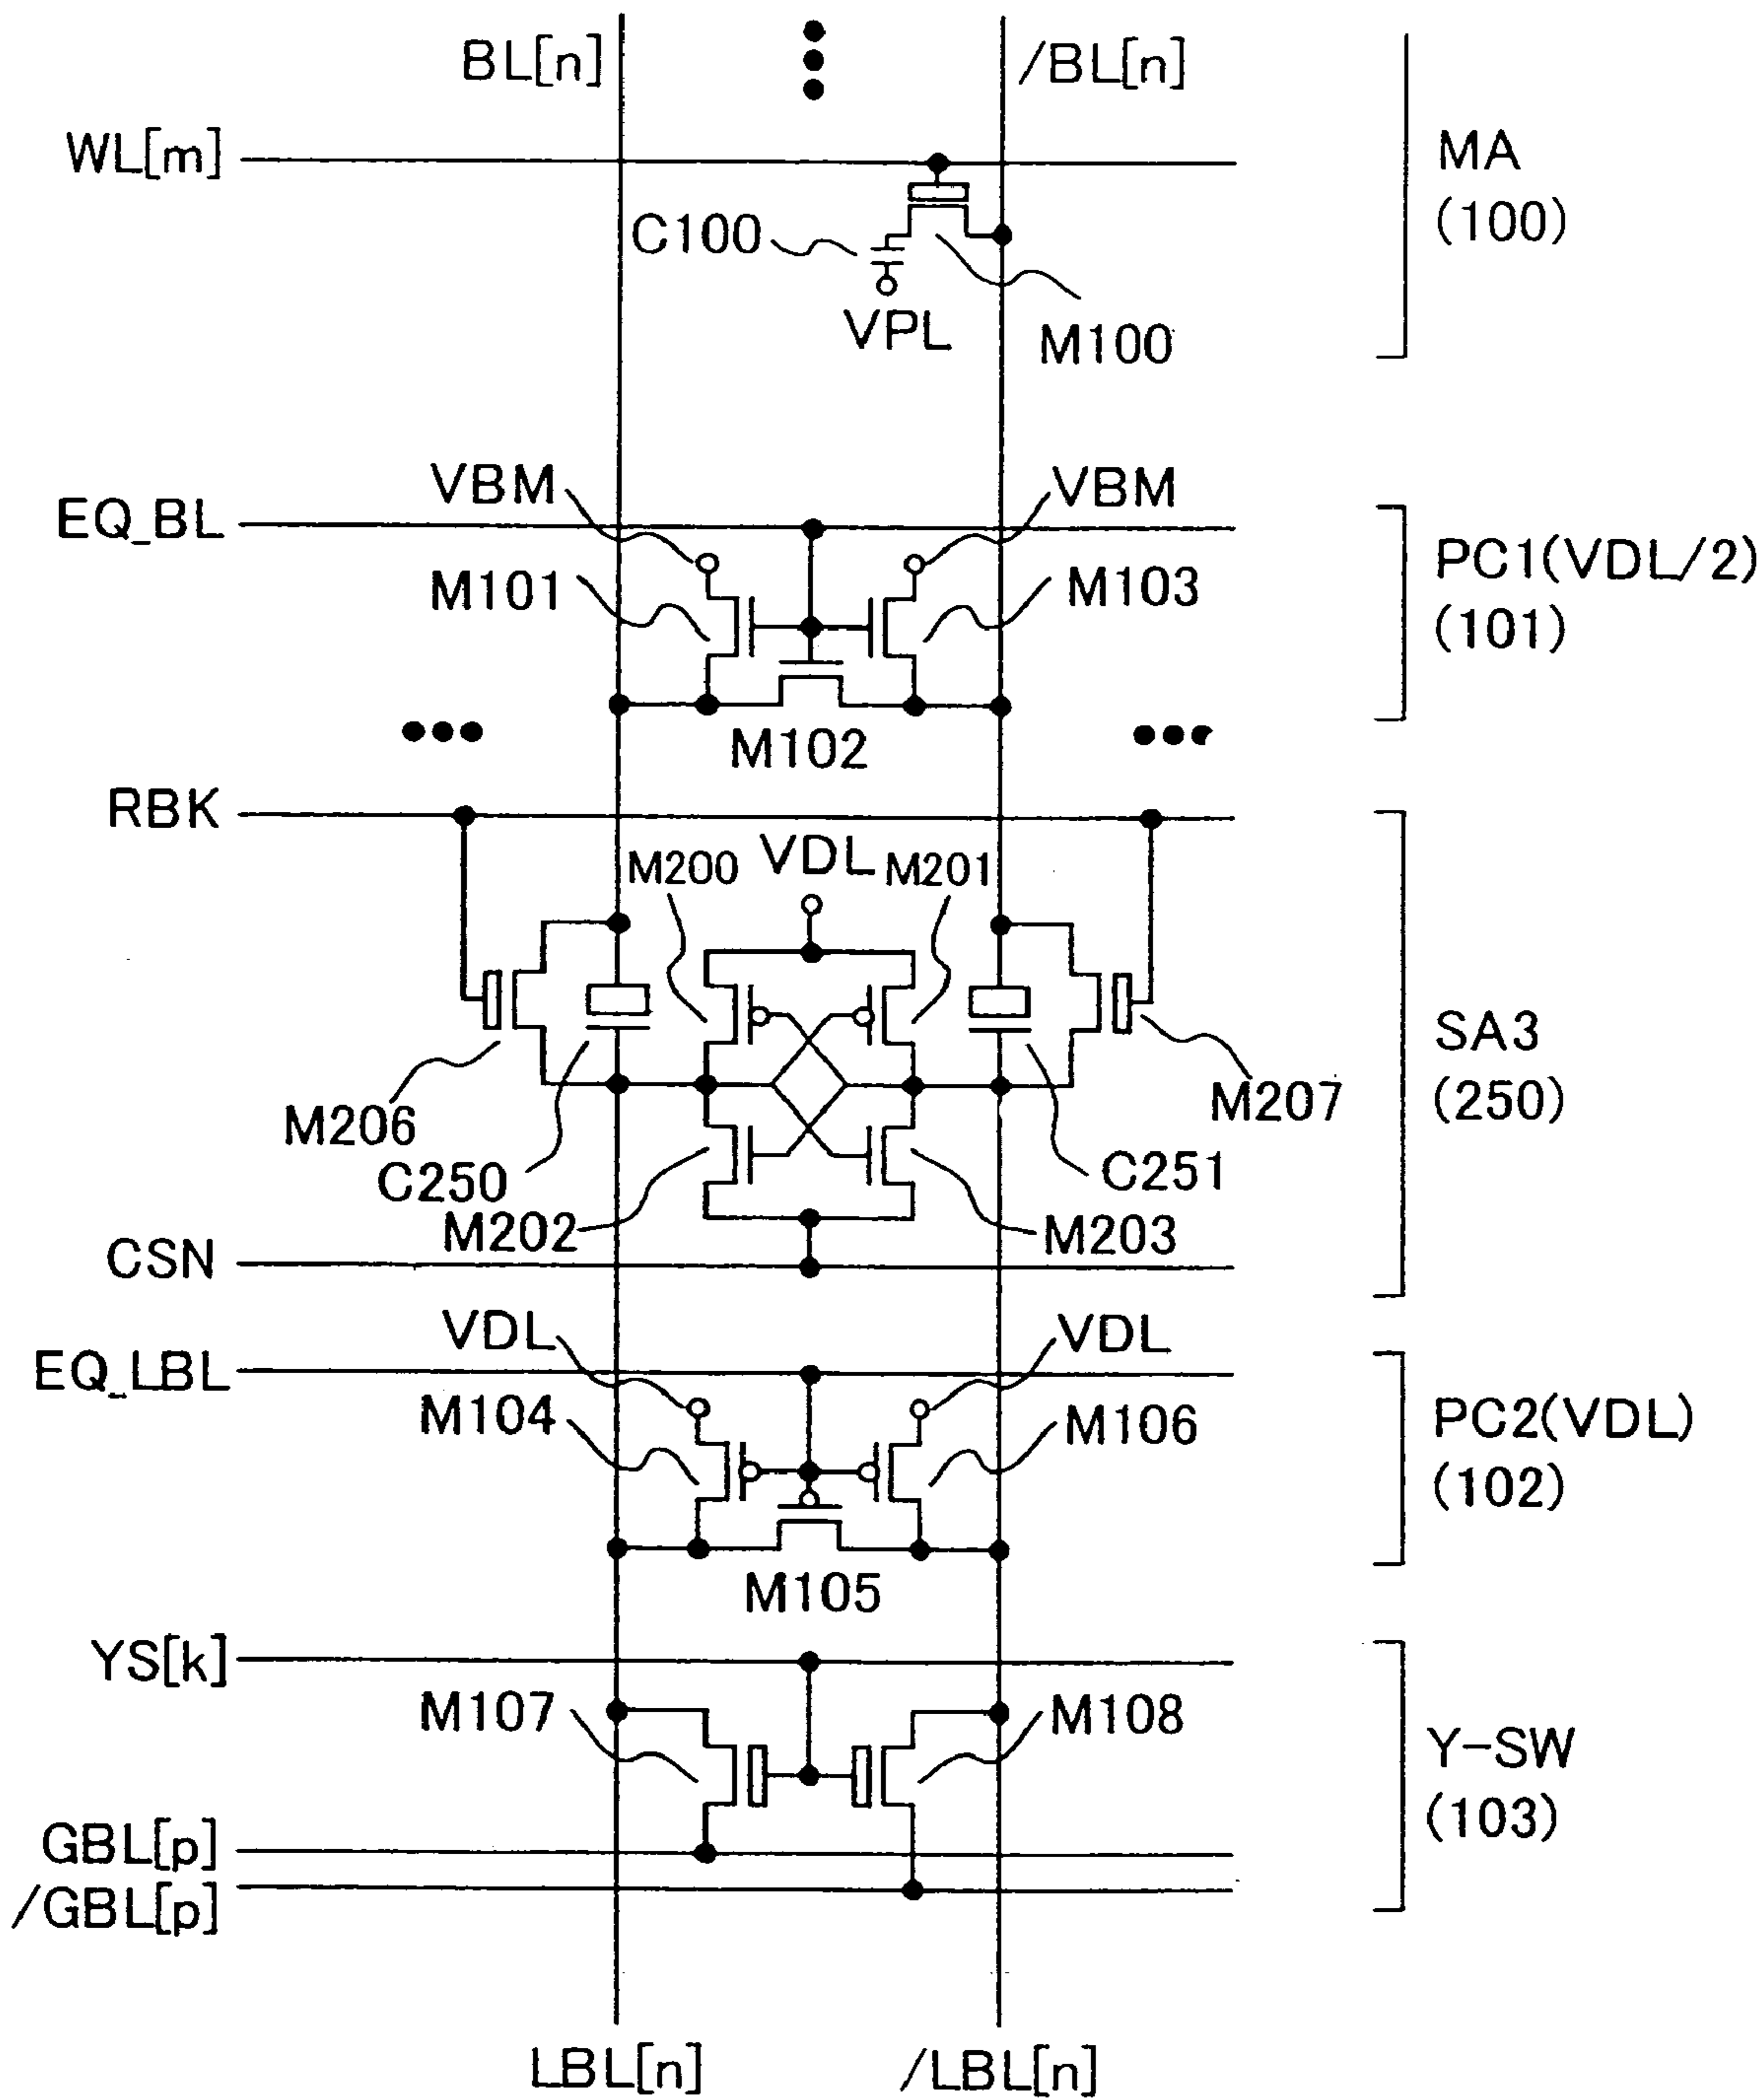 BL[n]
/BL[n]
WL[m]
MA
(100)
C100
VPL
M100
VBM
VBM
EQ_BL
PC1(VDL/2)
(101)
M101
M103
M102
RBK
M200
VDL
M201
SA3
(250)
M206
M207
C250
C251
M202
M203
CSN
VDL
VDL
EQ_LBL
PC2(VDL)
(102)
M104
M106
M105
YS[k]
M107
M108
Y-SW
(103)
GBL[p]
/GBL[p]
LBL[n]
/LBL[n]